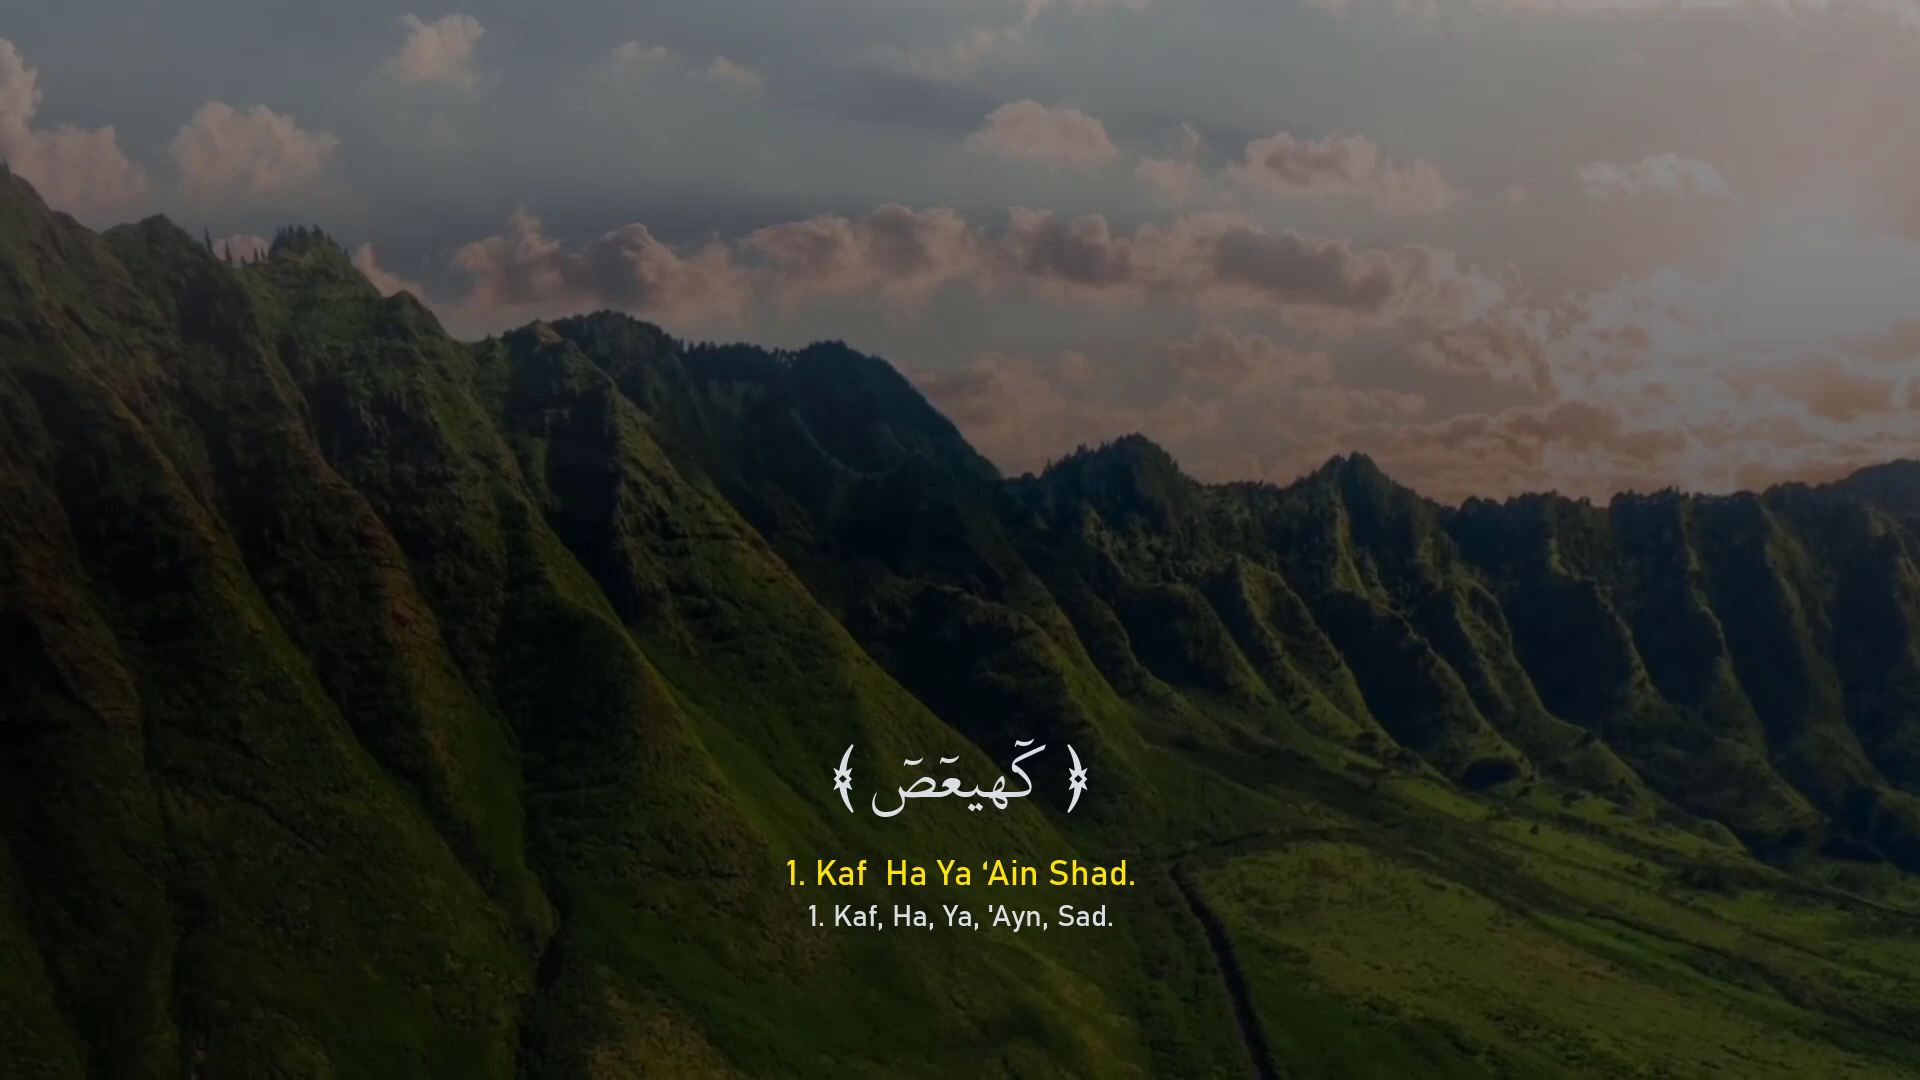 ﴿ كٓهيعٓصٓ ﴾
1. Kaf  Ha Ya ‘Ain Shad.
1. Kaf, Ha, Ya, 'Ayn, Sad.